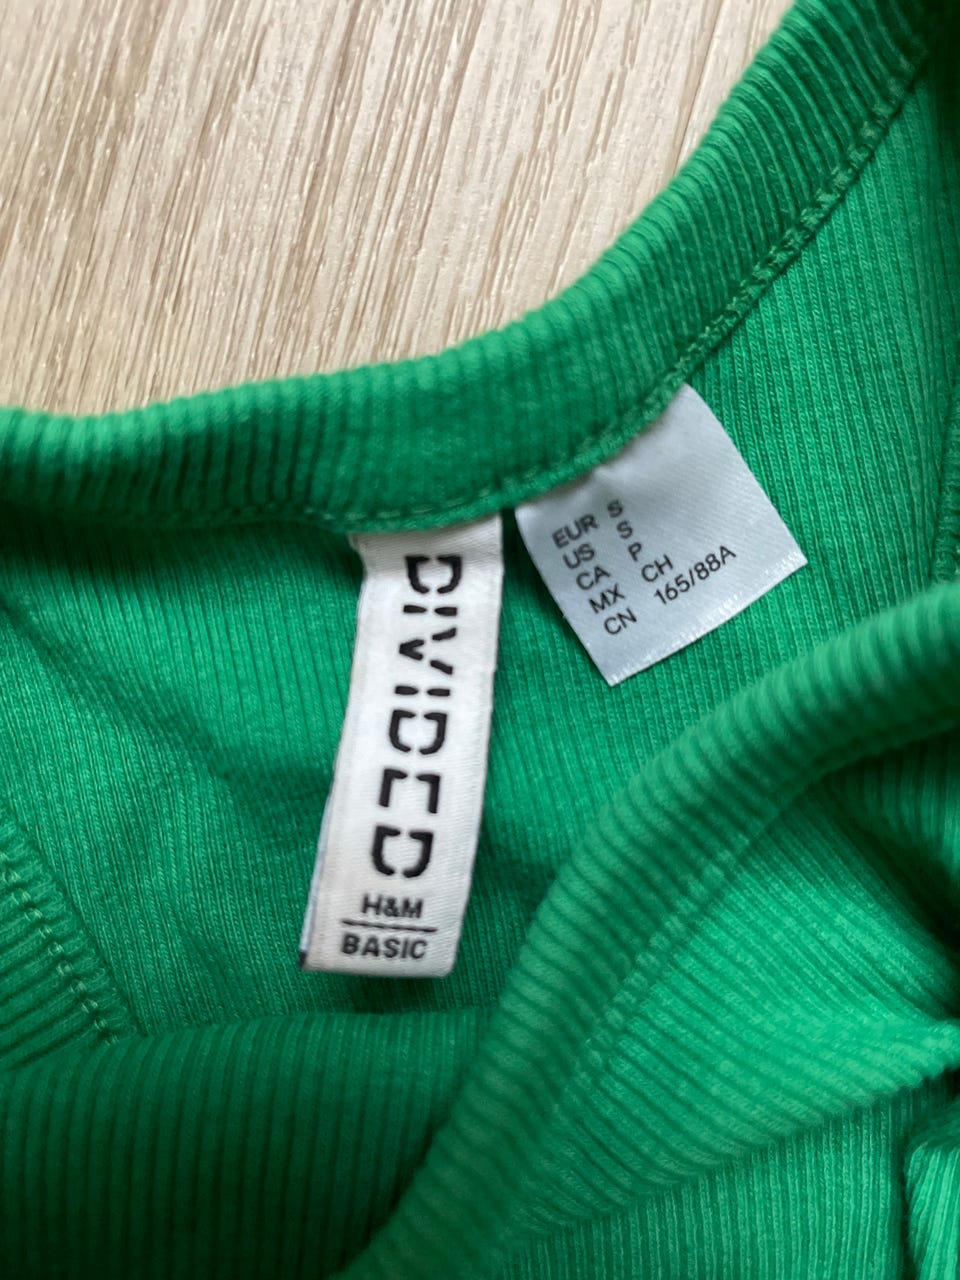 DIVIDED
H&M
BASIC
EUR S
US S
CA P
MX CH
CN 165/88A